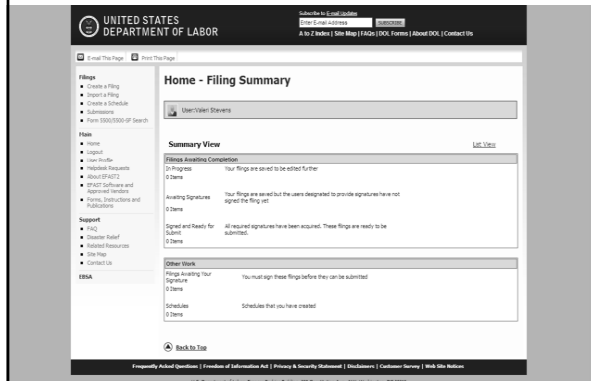 UNITED STATES
DEPARTMENT OF LABOR
Subscribe to E-mail Updates
Enter E-mail Address SUBSCRIBE
A to Z Index | Site Map | FAQs | DOL Forms | About DOL | Contact Us
E-mail This Page Print This Page
Filings
Create a Filing
Import a Filing
Create a Schedule
Submissions
Form 5500/5500-SF Search
Main
Home
Logout
User Profile
Helpdesk Requests
About EFAST2
EFAST Software and
Approved Vendors
Forms, Instructions and
Publications
Support
FAQ
Disaster Relief
Related Resources
Site Map
Contact Us
EBSA
Home - Filing Summary
User:Valeri Stevens
Summary View List View
Filings Awaiting Completion
In Progress Your filings are saved to be edited further
0 Items
Awaiting Signatures Your filings are saved but the users designated to provide signatures have not
signed the filing yet
0 Items
Signed and Ready for All required signatures have been acquired. These filings are ready to be
Submit submitted.
0 Items
Other Work
Filings Awaiting Your You must sign these filings before they can be submitted
Signature
0 Items
Schedules Schedules that you have created
0 Items
Back to Top
Frequently Asked Questions | Freedom of Information Act | Privacy & Security Statement | Disclaimers | Customer Survey | Web Site Notices